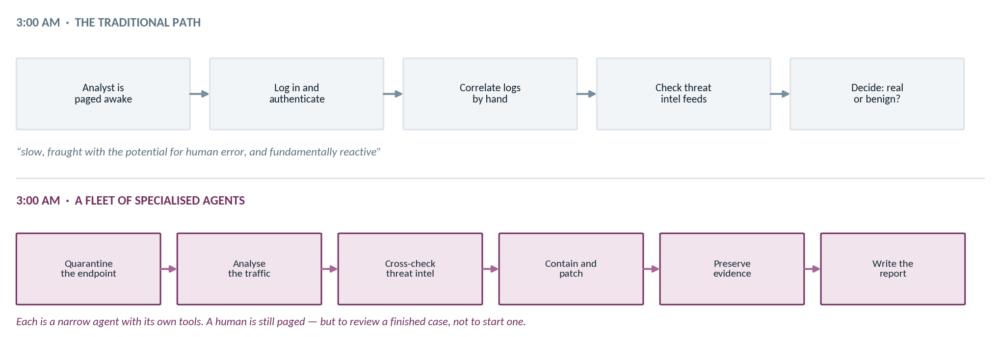 3:00 AM · THE TRADITIONAL PATH
Analyst is
paged awake
Log in and
authenticate
Correlate logs
by hand
Check threat
intel feeds
Decide: real
or benign?
“slow, fraught with the potential for human error, and fundamentally reactive”
3:00 AM · A FLEET OF SPECIALISED AGENTS
Quarantine
the endpoint
Analyse
the traffic
Cross-check
threat intel
Contain and
patch
Preserve
evidence
Write the
report
Each is a narrow agent with its own tools. A human is still paged — but to review a finished case, not to start one.